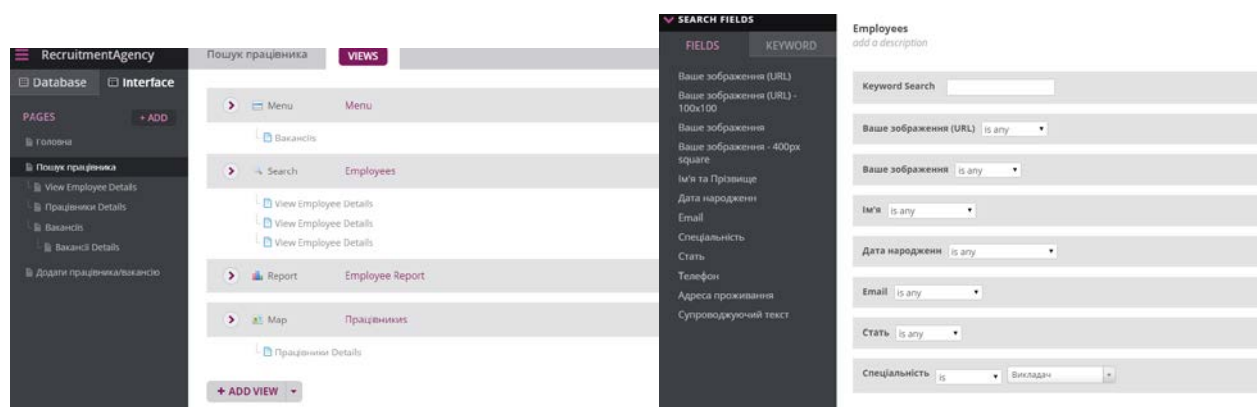 RecruitmentAgency
Database
Interface
PAGES
+ ADD
Головна
Пошук працівника
View Employee Details
Працівники Details
Вакансіїs
Вакансії Details
Додати працівника/вакансію
Пошук працівника
VIEWS
Menu
Menu
Вакансіїs
Search
Employees
View Employee Details
View Employee Details
View Employee Details
Report
Employee Report
Map
Працівникиs
Працівники Details
+ ADD VIEW
SEARCH FIELDS
FIELDS
KEYWORD
Ваше зображення (URL)
Ваше зображення (URL) -
100x100
Ваше зображення
Ваше зображення - 400px
square
Ім'я та Прізвище
Дата народженн
Email
Спеціальність
Стать
Телефон
Адреса проживання
Супроводжуючий текст
Employees
add a description
Keyword Search
Ваше зображення (URL) is any
Ваше зображення is any
Ім'я is any
Дата народженн is any
Email is any
Стать is any
Спеціальність is Викладач